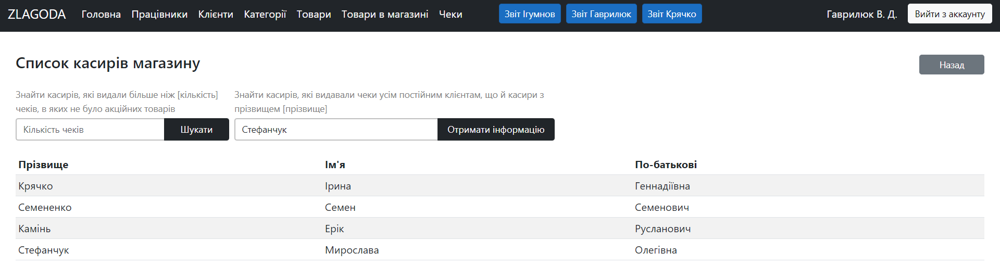 ZLAGODA Головна Працівники Клієнти Категорії Товари Товари в магазині Чеки Звіт Ігумнов Звіт Гаврилюк Звіт Крячко Гаврилюк В. Д. Вийти з аккаунту
Список касирів магазину Назад
Знайти касирів, які видали більше ніж [кількість]
чеків, в яких не було акційних товарів
Знайти касирів, які видавали чеки усім постійним клієнтам, що й касири з
прізвищем [прізвище]
Кількість чеків Шукати Стефанчук Отримати інформацію
Прізвище Ім'я По-батькові
Крячко Ірина Геннадіївна
Семененко Семен Семенович
Камінь Ерік Русланович
Стефанчук Мирослава Олегівна